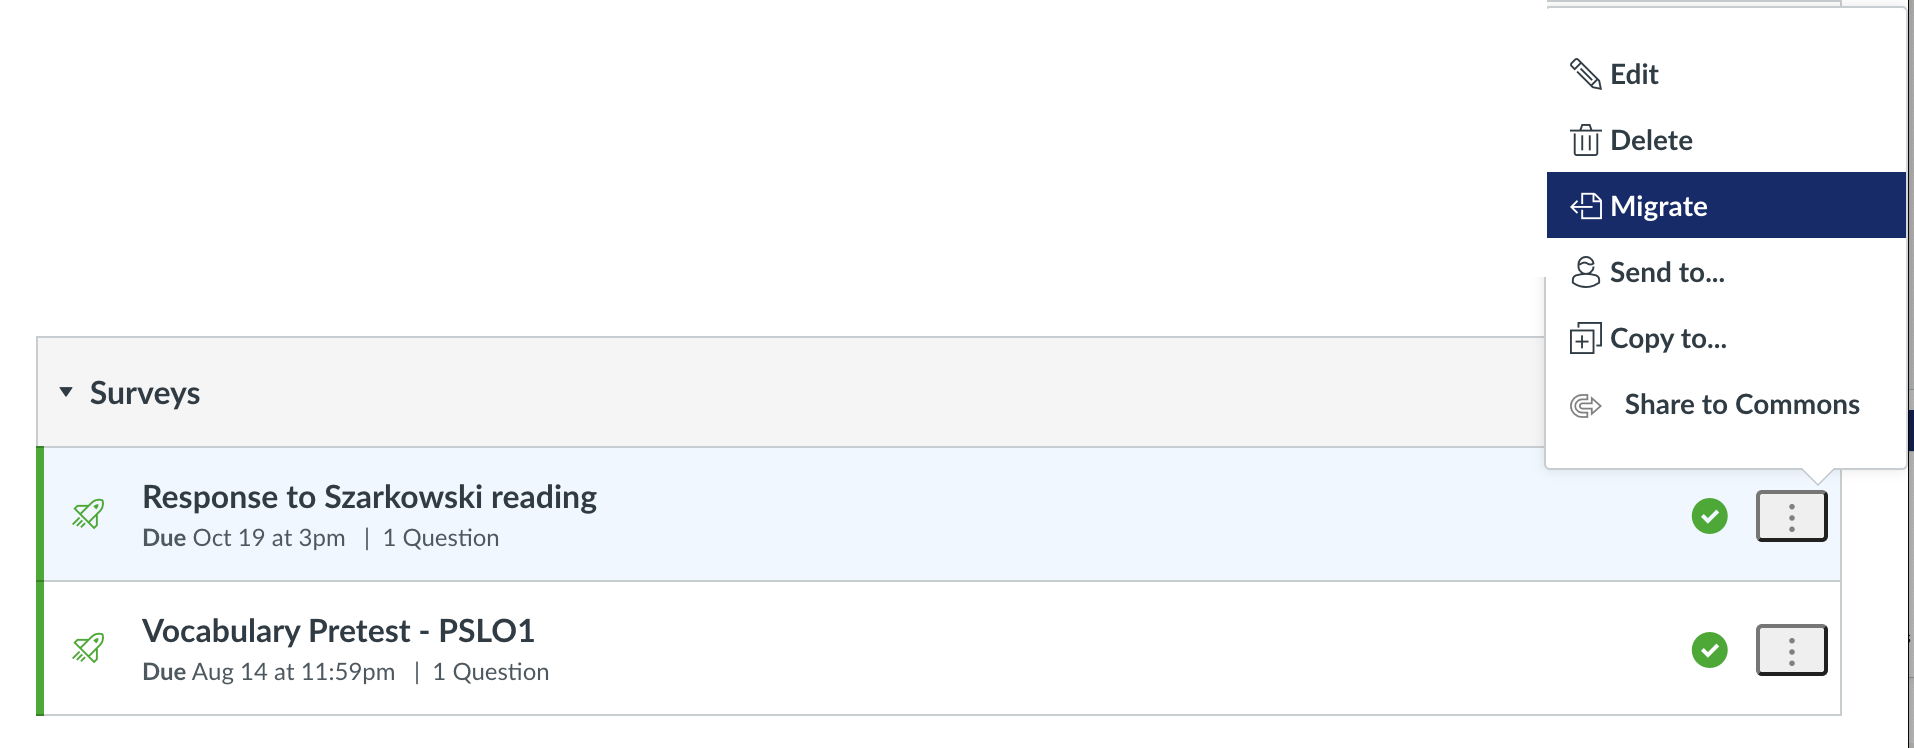 Edit
Delete
Migrate
Send to...
Copy to...
Share to Commons
Surveys
Response to Szarkowski reading
Due Oct 19 at 3pm | 1 Question
Vocabulary Pretest - PSLO1
Due Aug 14 at 11:59pm | 1 Question